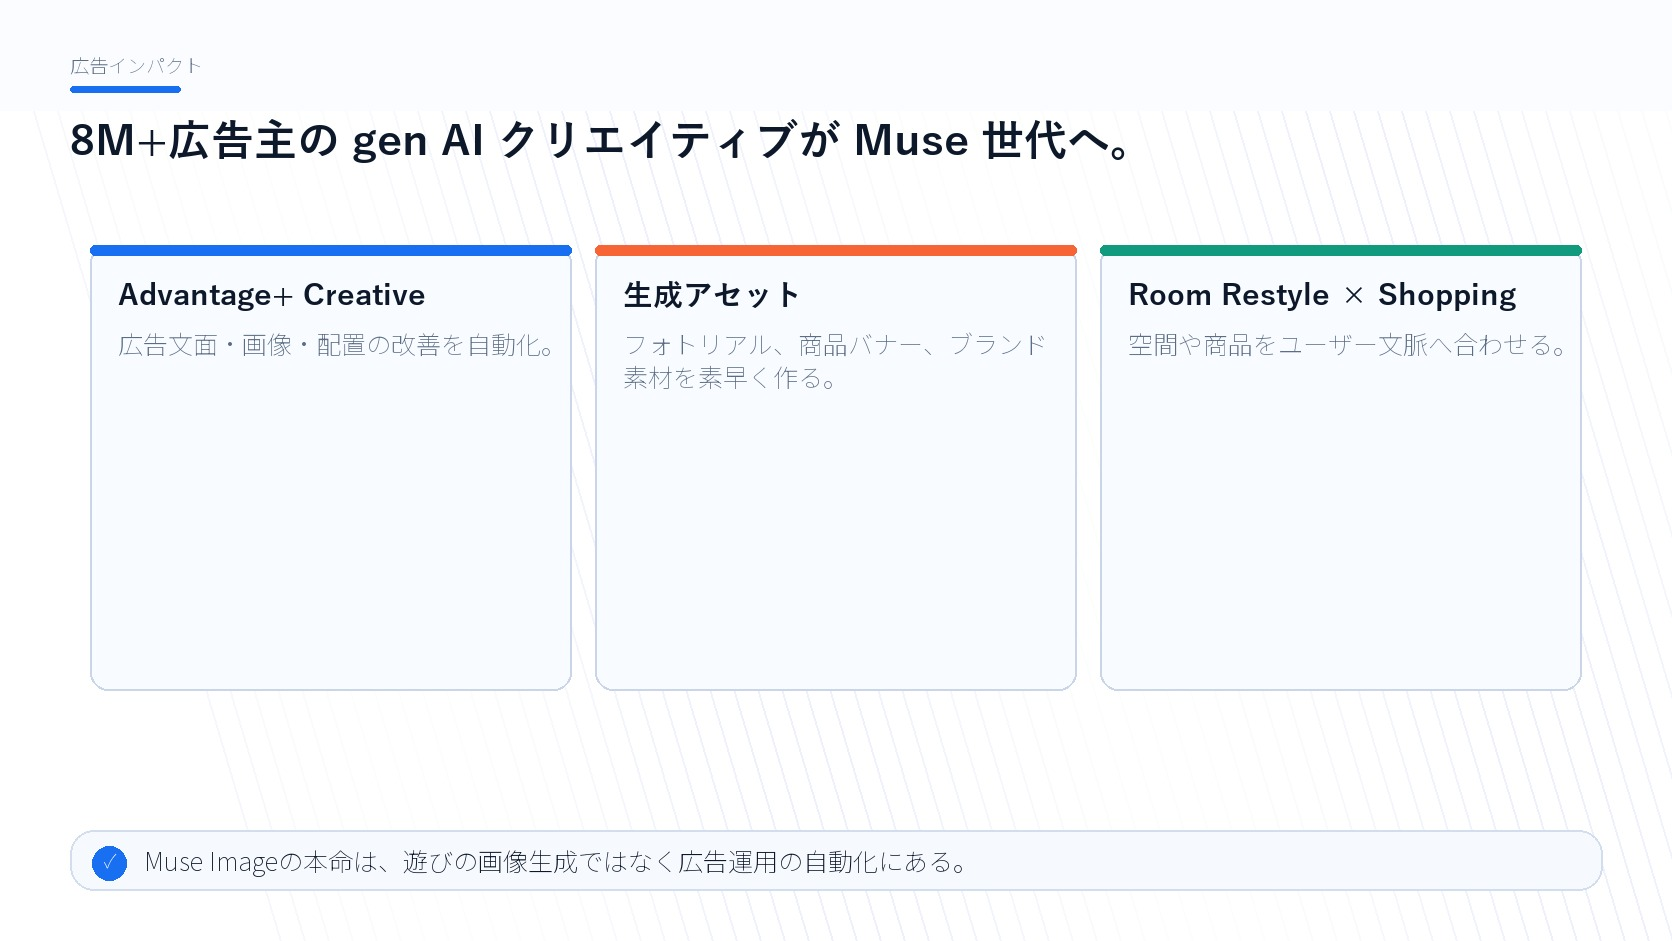 広告インパクト
8M+広告主の gen AI クリエイティブが Muse 世代へ。
Advantage+ Creative
広告文面・画像・配置の改善を自動化。
生成アセット
フォトリアル、商品バナー、ブランド
素材を素早く作る。
Room Restyle × Shopping
空間や商品をユーザー文脈へ合わせる。
✓ Muse Imageの本命は、遊びの画像生成ではなく広告運用の自動化にある。